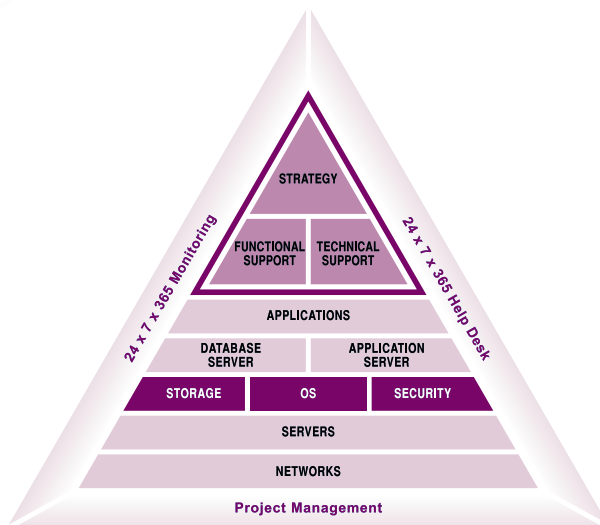 STRATEGY
FUNCTIONAL
SUPPORT
TECHNICAL
SUPPORT
24 x 7 x 365 Monitoring
24 x 7 x 365 Help Desk
APPLICATIONS
DATABASE
SERVER
APPLICATION
SERVER
STORAGE
OS
SECURITY
SERVERS
NETWORKS
Project Management